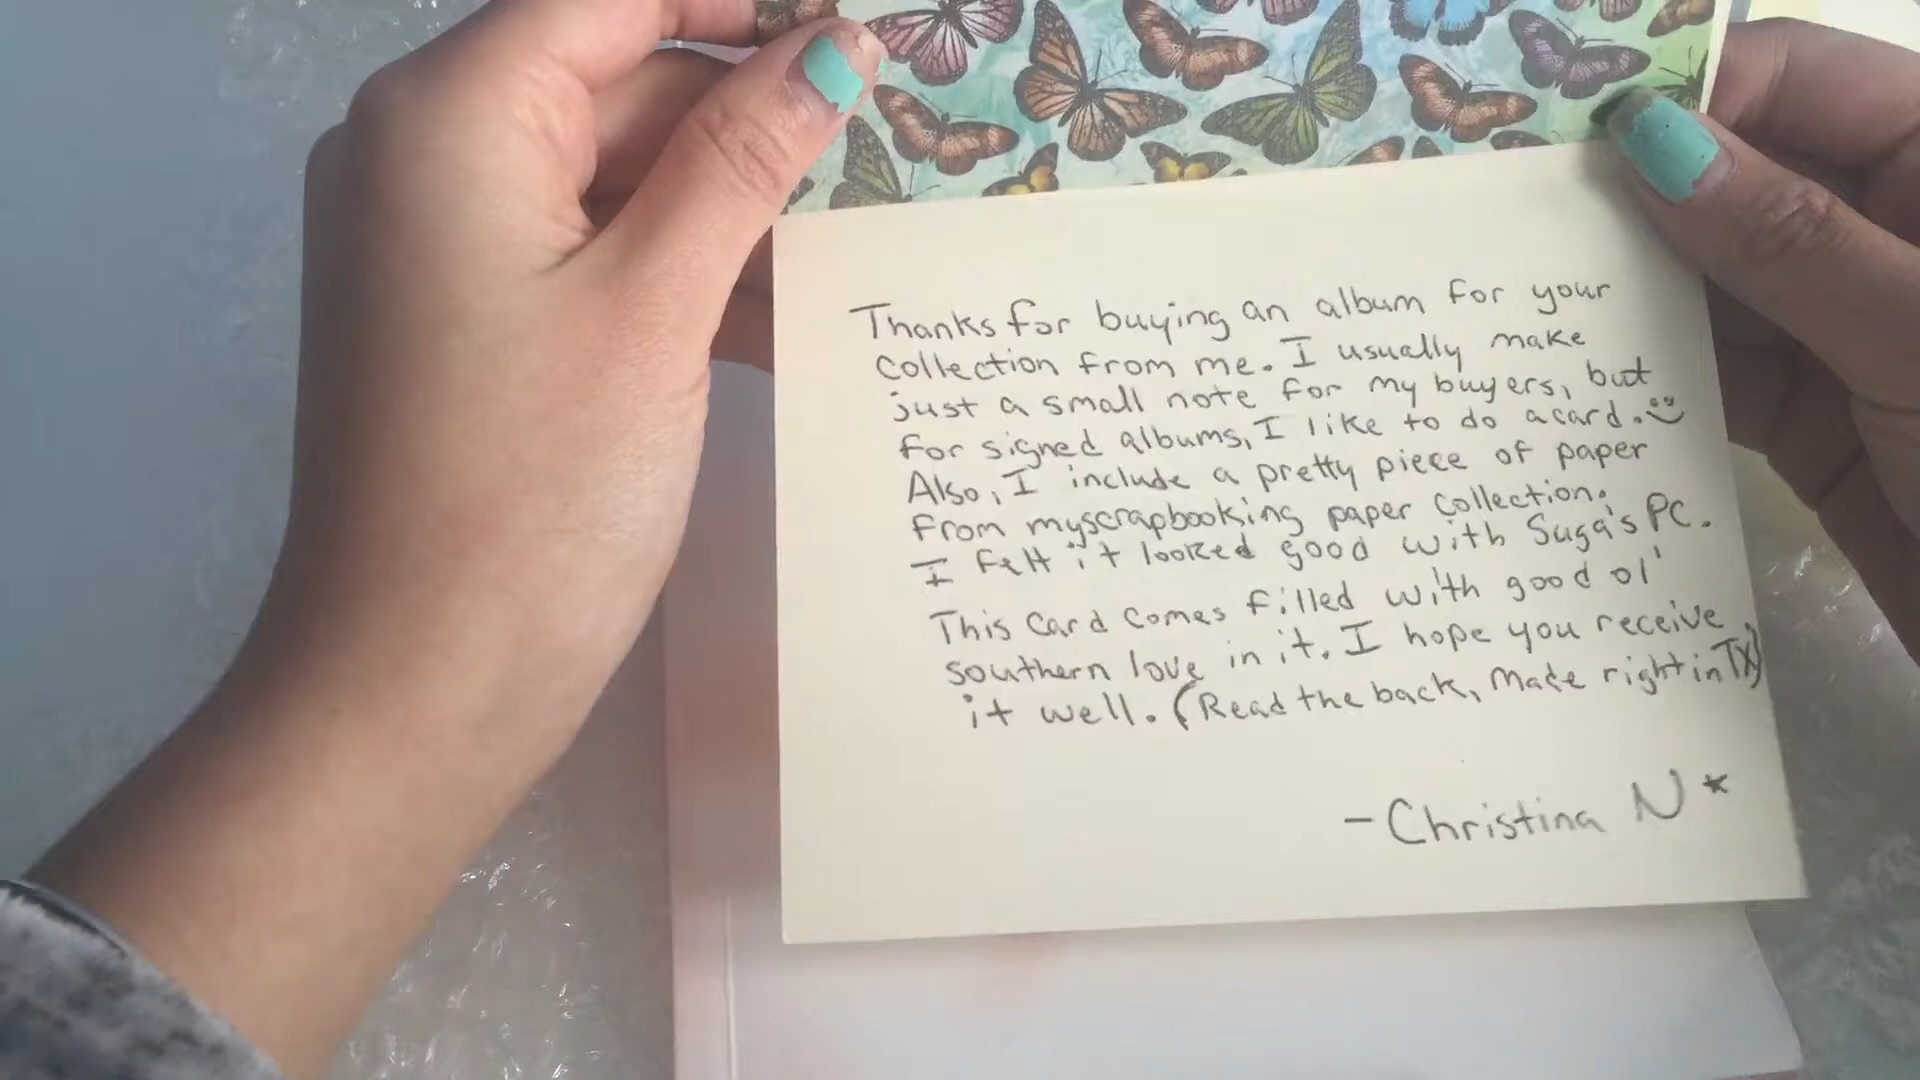 Thanks for buying an album for your
collection from me. I usually make
just a small note for my buyers, but
for signed albums, I like to do a card.
Also, I include a pretty piece of paper
from my scrapbooking paper collection.
I felt it looked good with Suga's PC.
This card comes filled with good ol'
southern love in it. I hope you receive
it well. (Read the back, made right in TX)
- Christina N *